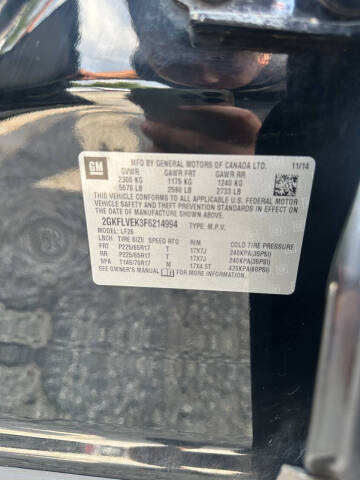 GM
MFD BY GENERAL MOTORS OF CANADA LTD. 11/14
GVWR GAWR FRT GAWR RR
2300 KG 1175 KG 1240 KG
5070 LB 2590 LB 2733 LB
THIS VEHICLE CONFORMS TO ALL APPLICABLE U.S. FEDERAL MOTOR
VEHICLE SAFETY, BUMPER, AND THEFT PREVENTION STANDARDS IN EFFECT
ON THE DATE OF MANUFACTURE SHOWN ABOVE.
2GKFLVEK3F6214994 TYPE: M.P.V.
MODEL: LF26
LBCH TIRE SIZE SPEED RTG RIM COLD TIRE PRESSURE
FRT P225/65R17 T 17X7J 240KPA(35PSI)
RR P225/65R17 T 17X7J 240KPA(35PSI)
SPA T145/70R17 M 17X4.5T 420KPA(60PSI)
SEE OWNER'S MANUAL FOR MORE INFORMATION